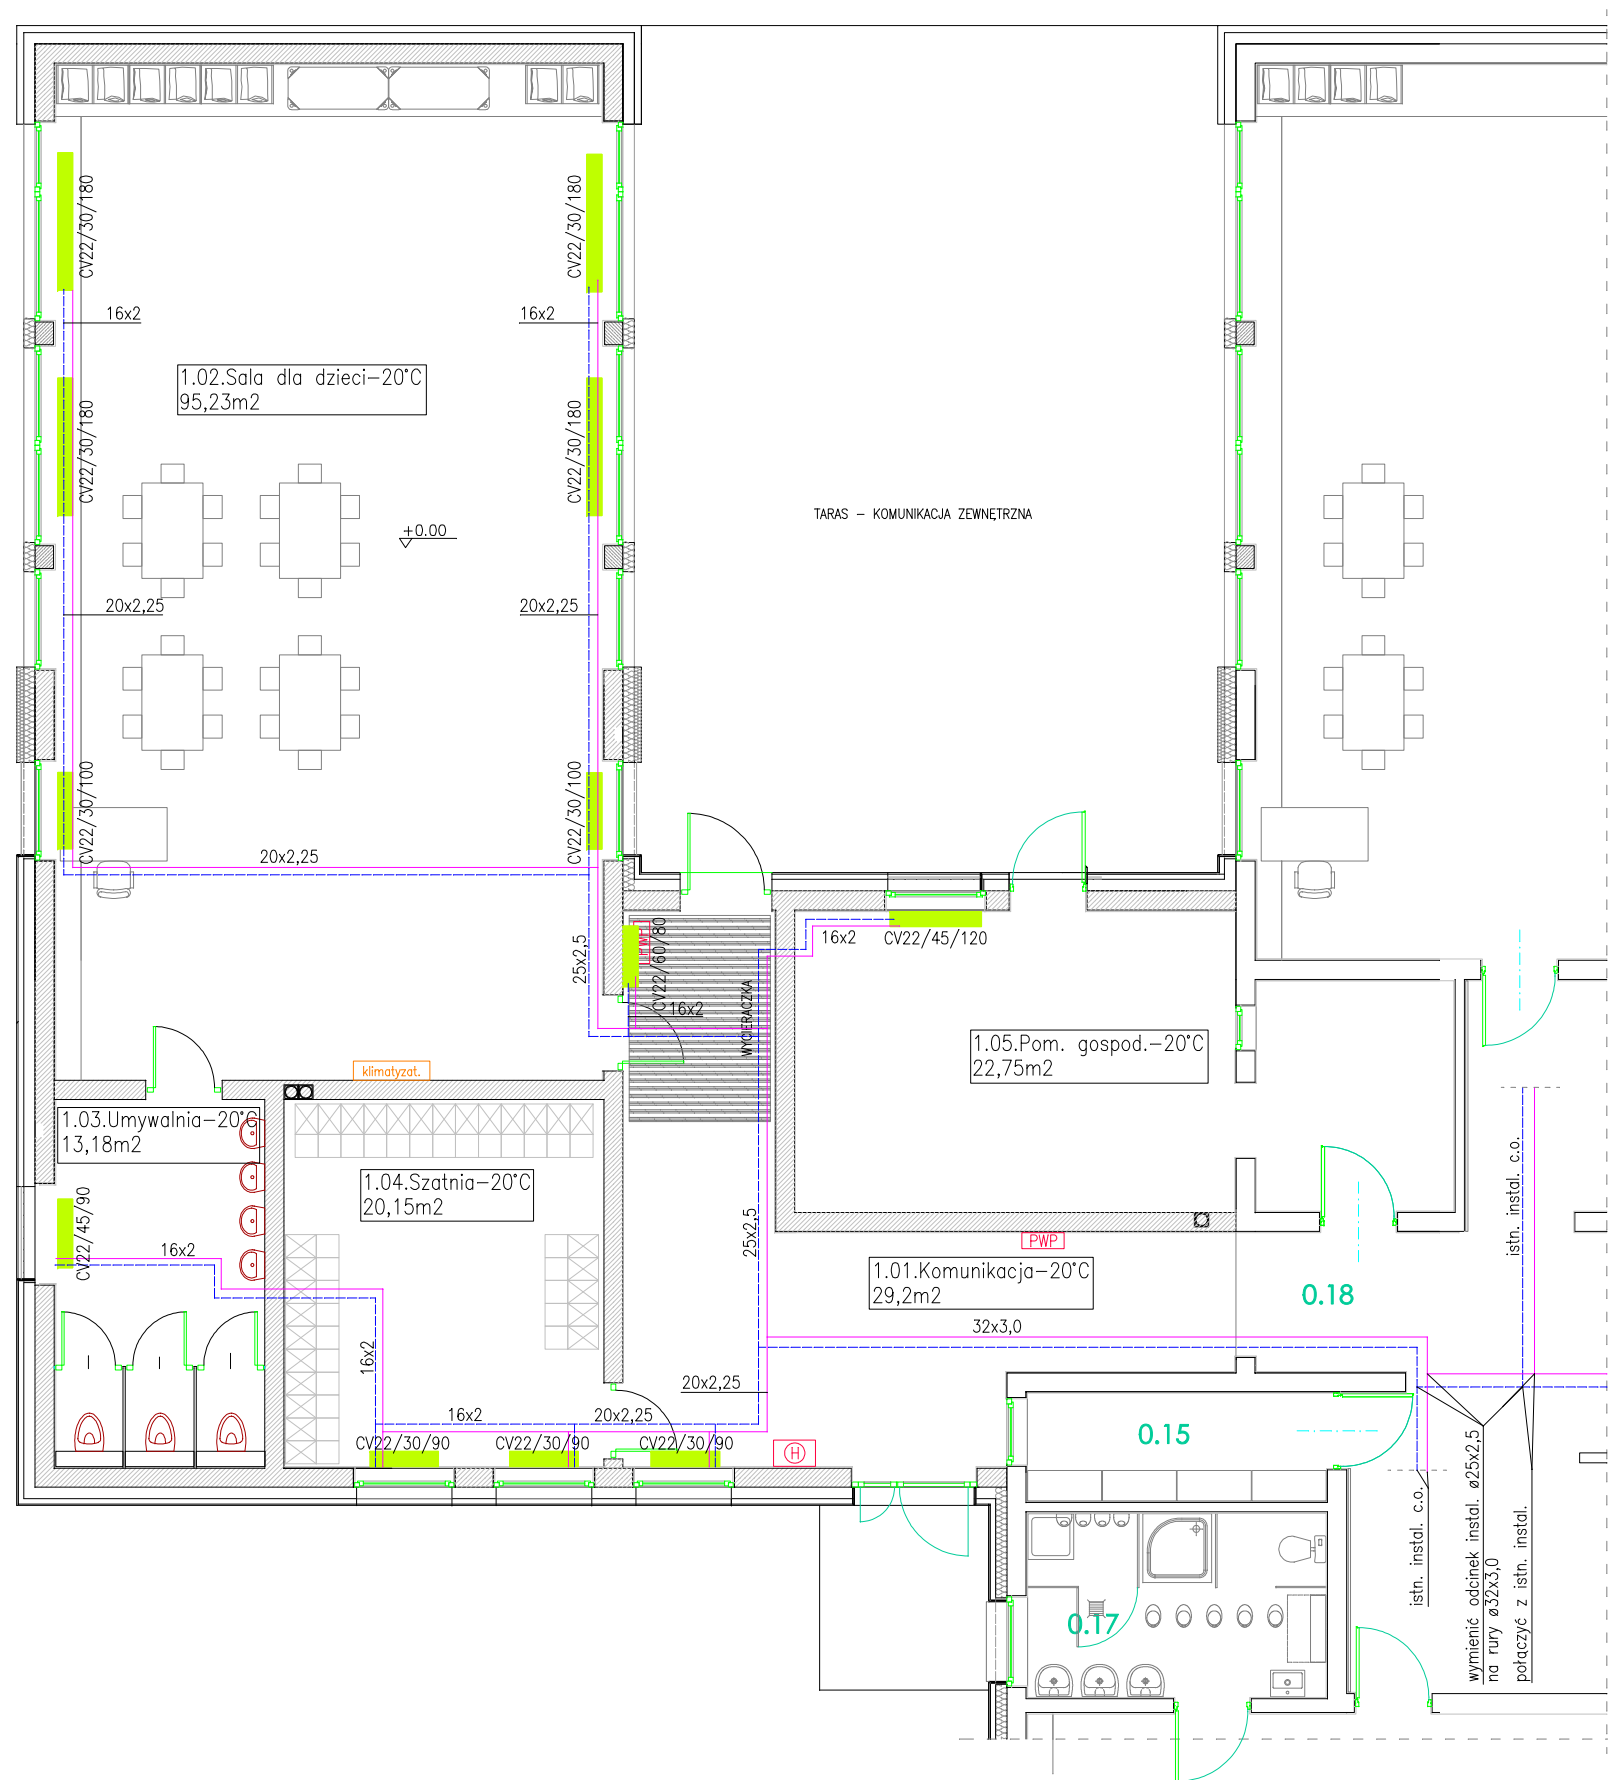 CV22/30/180
CV22/30/180
16x2
16x2
1.02.Sala dla dzieci-20°C
95,23m2
CV22/30/180
CV22/30/180
TARAS - KOMUNIKACJA ZEWNĘTRZNA
+0.00
20x2,25
20x2,25
CV22/30/100
CV22/30/100
20x2,25
25x2,5
CV22/60/80
16x2
WYCIERACZKA
16x2
CV22/45/120
1.05.Pom. gospod.-20°C
22,75m2
klimatyzat.
1.03.Umywalnia-20°C
13,18m2
1.04.Szatnia-20°C
20,15m2
CV22/45/90
16x2
25x2,5
PWP
1.01.Komunikacja-20°C
29,2m2
0.18
istn. instal. c.o.
32x3,0
16x2
20x2,25
16x2
20x2,25
CV22/30/90
CV22/30/90
CV22/30/90
H
0.15
istn. instal. c.o.
wymienić odcinek instal. ø25x2,5
na rury ø32x3,0
połączyć z istn. instal.
0.17